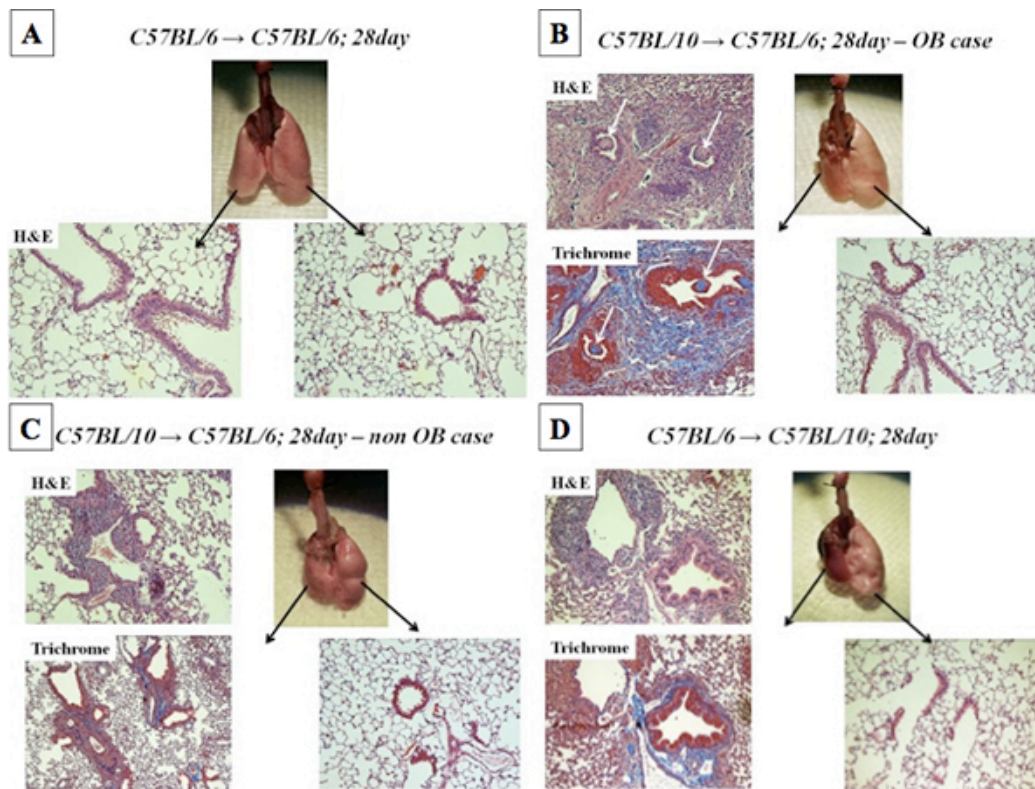 A
C57BL/6 → C57BL/6; 28day
H&E
B
C57BL/10 → C57BL/6; 28day – OB case
H&E
Trichrome
C
C57BL/10 → C57BL/6; 28day – non OB case
H&E
Trichrome
D
C57BL/6 → C57BL/10; 28day
H&E
Trichrome